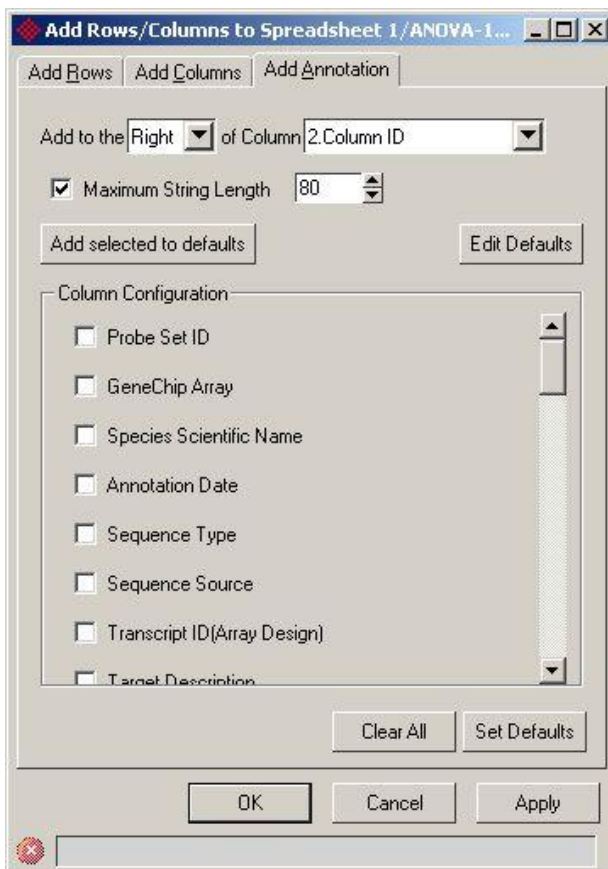 Add Rows/Columns to Spreadsheet 1/ANOVA-1...
Add Rows Add Columns Add Annotation
Add to the Right of Column 2.Column ID
Maximum String Length 80
Add selected to defaults Edit Defaults
Column Configuration
Probe Set ID
GeneChip Array
Species Scientific Name
Annotation Date
Sequence Type
Sequence Source
Transcript ID(Array Design)
Target Description
Clear All Set Defaults
OK Cancel Apply